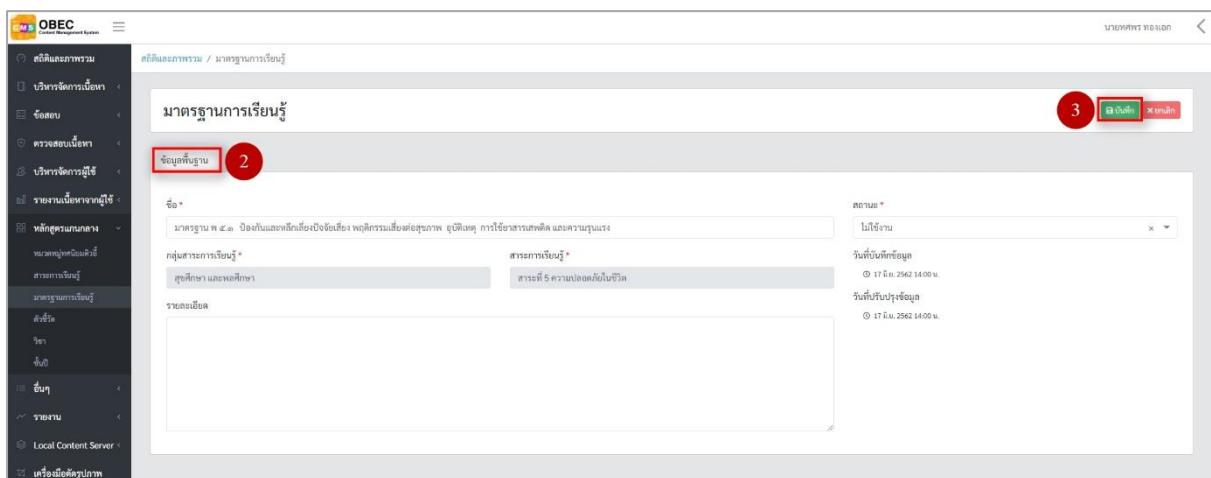 CMS OBEC
Content Management System
นายทศพร ทองเอก
สถิติและภาพรวม
สถิติและภาพรวม / มาตรฐานการเรียนรู้
บริหารจัดการเนื้อหา
ข้อสอบ
มาตรฐานการเรียนรู้
3
บันทึก
ยกเลิก
ตรวจสอบเนื้อหา
ข้อมูลพื้นฐาน
2
บริหารจัดการผู้ใช้
รายงานเนื้อหาจากผู้ใช้
ชื่อ *
สถานะ *
หลักสูตรแกนกลาง
มาตรฐาน พ ๕.๑ ป้องกันและหลีกเลี่ยงปัจจัยเสี่ยง พฤติกรรมเสี่ยงต่อสุขภาพ อุบัติเหตุ การใช้ยาสารเสพติด และความรุนแรง
ไม่ใช้งาน
หมวดหมู่ทศนิยมดิวอี้
กลุ่มสาระการเรียนรู้ *
สาระการเรียนรู้ *
วันที่บันทึกข้อมูล
สาระการเรียนรู้
สุขศึกษา และพลศึกษา
สาระที่ 5 ความปลอดภัยในชีวิต
17 มิ.ย. 2562 14:00 น.
มาตรฐานการเรียนรู้
รายละเอียด
วันที่ปรับปรุงข้อมูล
ตัวชี้วัด
17 มิ.ย. 2562 14:00 น.
วิชา
ชั้นปี
อื่นๆ
รายงาน
Local Content Server
เครื่องมือตัดรูปภาพ